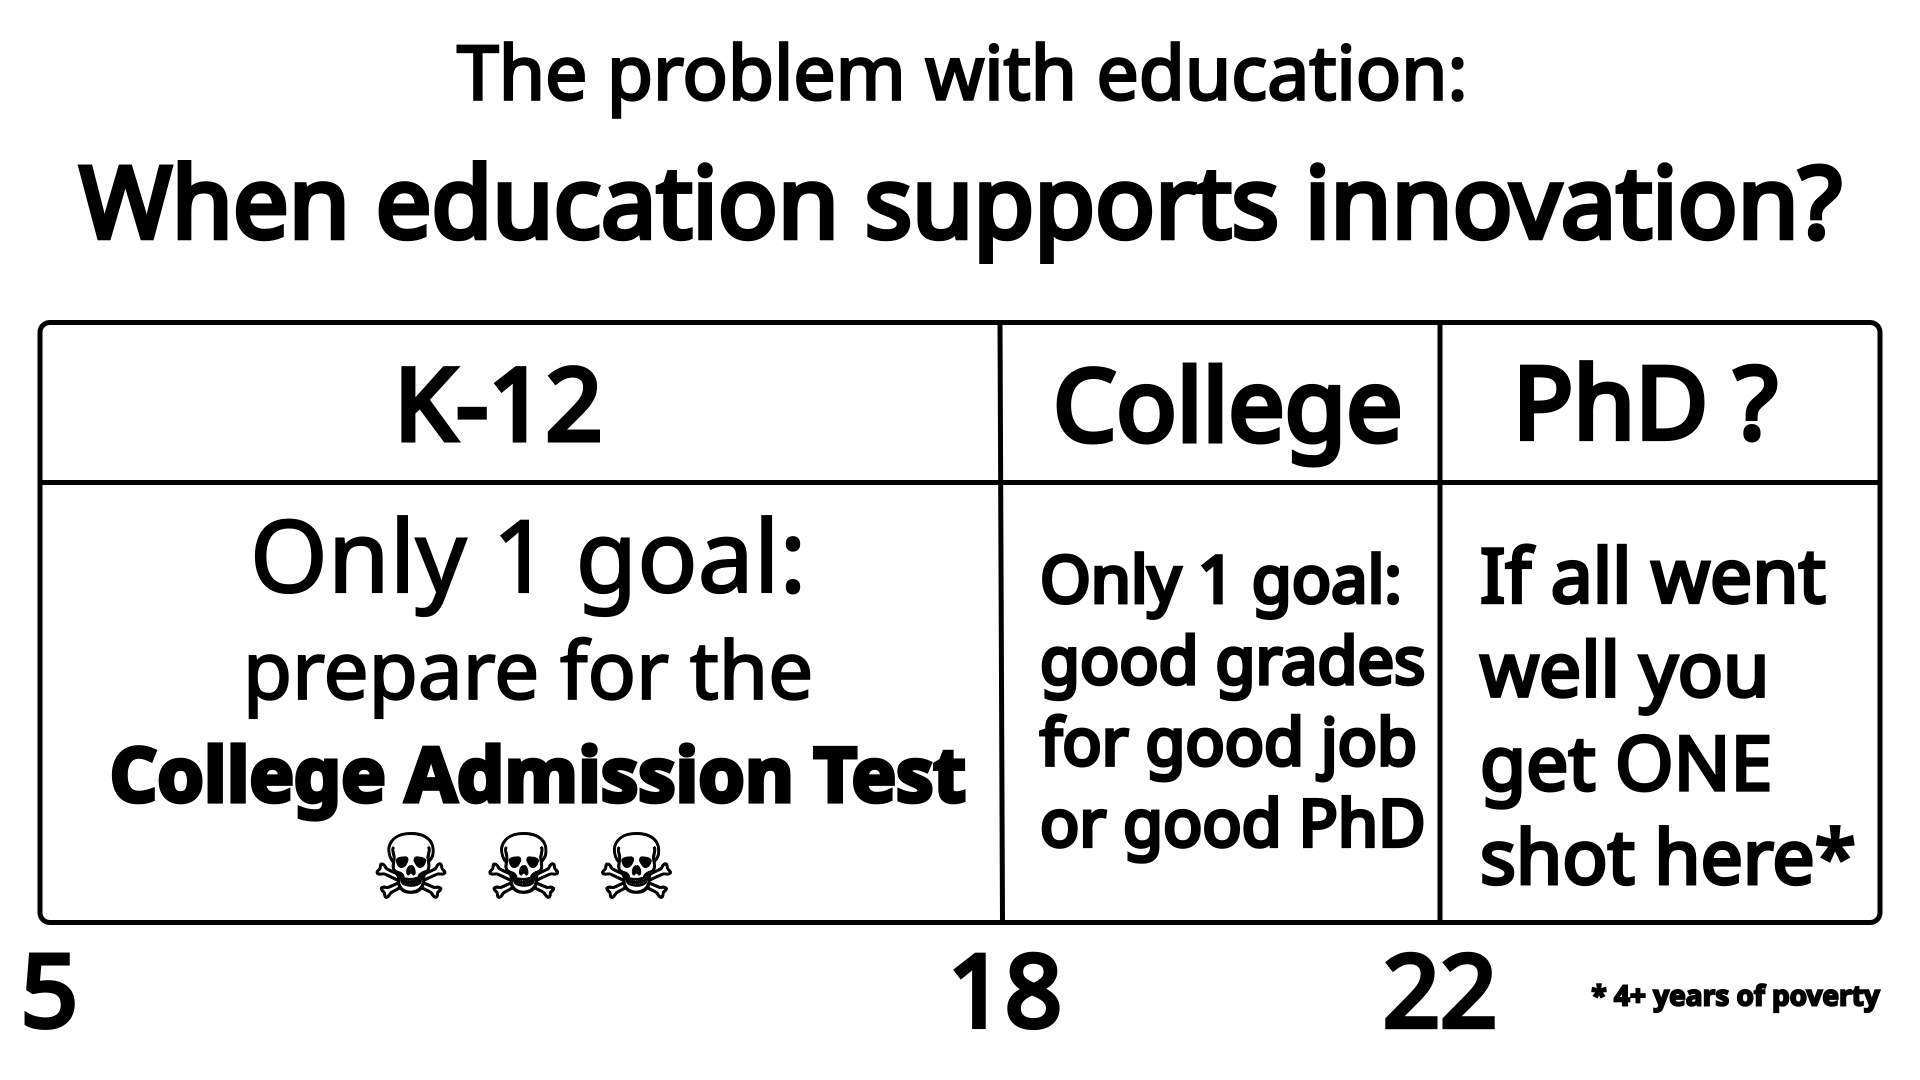 The problem with education:
When education supports innovation?
K-12
College
PhD ?
Only 1 goal:
prepare for the
College Admission Test
☠ ☠ ☠
Only 1 goal:
good grades
for good job
or good PhD
If all went
well you
get ONE
shot here*
5
18
22
* 4+ years of poverty